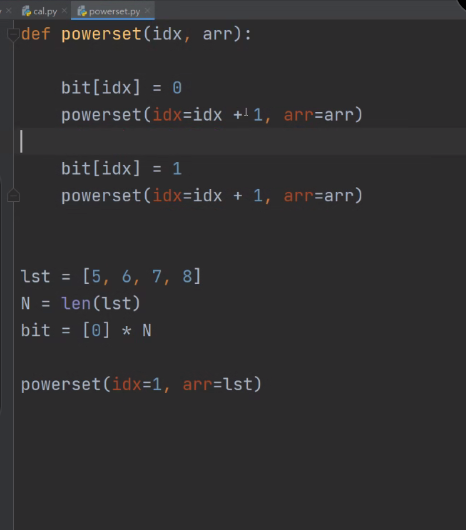 cal.py × powerset.py ×
def powerset(idx, arr):
    bit[idx] = 0
    powerset(idx=idx + 1, arr=arr)
    bit[idx] = 1
    powerset(idx=idx + 1, arr=arr)
lst = [5, 6, 7, 8]
N = len(lst)
bit = [0] * N
powerset(idx=1, arr=lst)